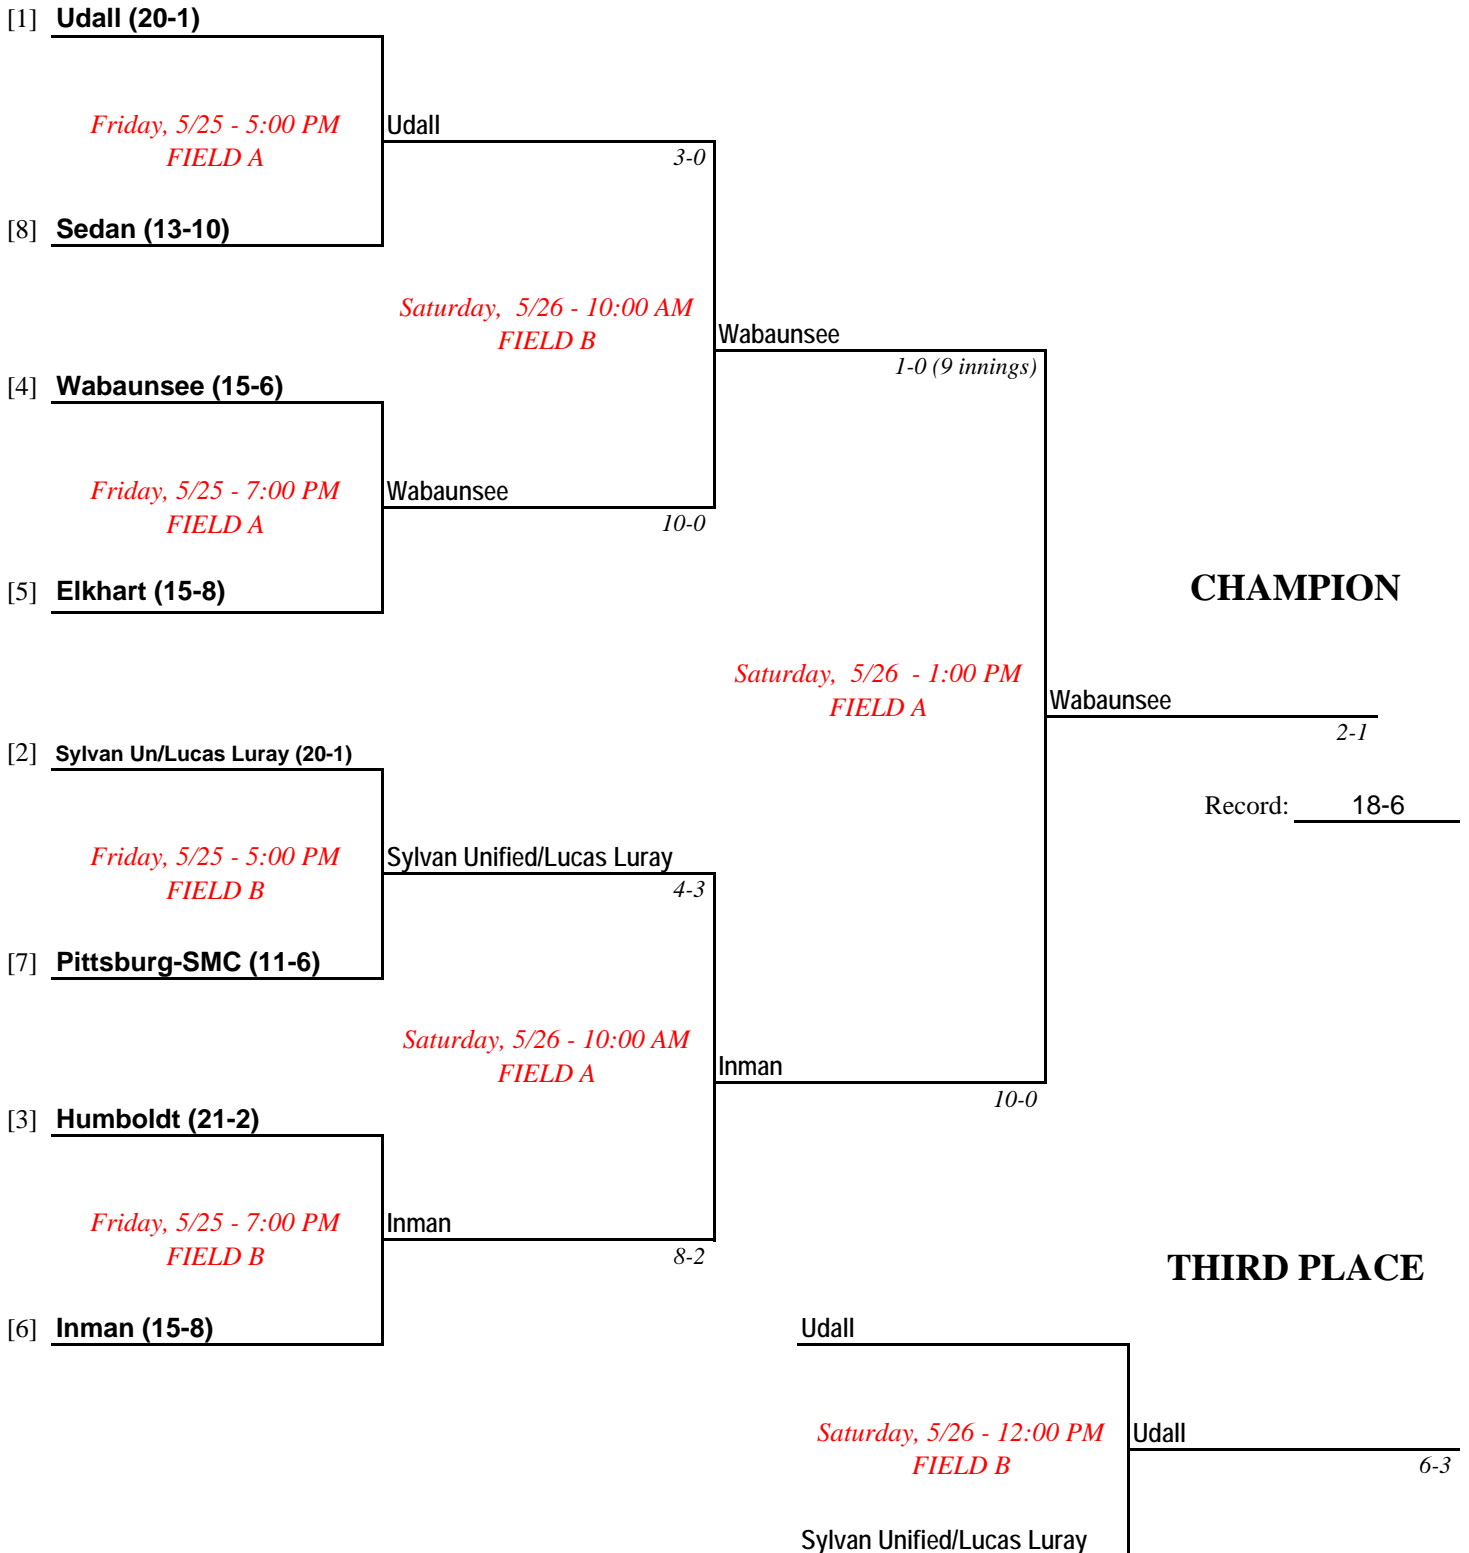 [1] Udall (20-1)
Friday, 5/25 - 5:00 PM
FIELD A
Udall
3-0
[8] Sedan (13-10)
Saturday, 5/26 - 10:00 AM
FIELD B
Wabaunsee
1-0 (9 innings)
[4] Wabaunsee (15-6)
Friday, 5/25 - 7:00 PM
FIELD A
Wabaunsee
10-0
[5] Elkhart (15-8)
CHAMPION
Saturday, 5/26 - 1:00 PM
FIELD A
Wabaunsee
2-1
Record: 18-6
[2] Sylvan Un/Lucas Luray (20-1)
Friday, 5/25 - 5:00 PM
FIELD B
Sylvan Unified/Lucas Luray
4-3
[7] Pittsburg-SMC (11-6)
Saturday, 5/26 - 10:00 AM
FIELD A
Inman
10-0
[3] Humboldt (21-2)
Friday, 5/25 - 7:00 PM
FIELD B
Inman
8-2
[6] Inman (15-8)
THIRD PLACE
Udall
Saturday, 5/26 - 12:00 PM
FIELD B
Udall
6-3
Sylvan Unified/Lucas Luray